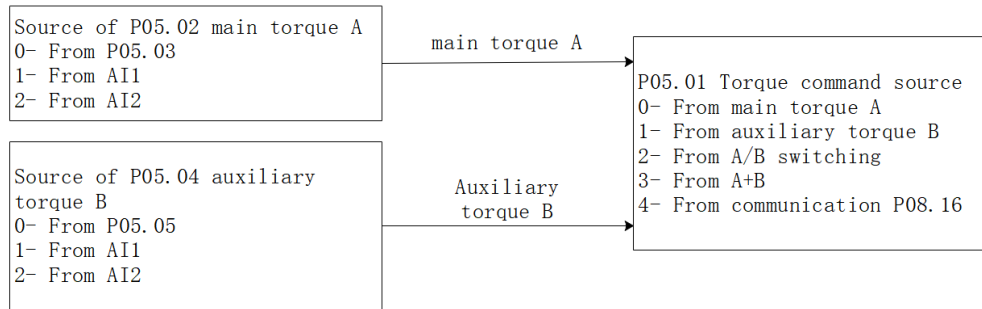 Source of P05.02 main torque A
0- From P05.03
1- From AI1
2- From AI2
main torque A
Source of P05.04 auxiliary
torque B
0- From P05.05
1- From AI1
2- From AI2
Auxiliary
torque B
P05.01 Torque command source
0- From main torque A
1- From auxiliary torque B
2- From A/B switching
3- From A+B
4- From communication P08.16